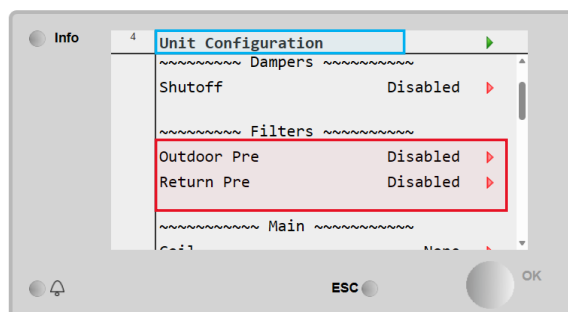 Info
4
Unit Configuration
~~~~~~~~~ Dampers ~~~~~~~~~~
Shutoff Disabled
~~~~~~~~~ Filters ~~~~~~~~~~
Outdoor Pre Disabled
Return Pre Disabled
~~~~~~~~~~~ Main ~~~~~~~~~~~
ESC
OK